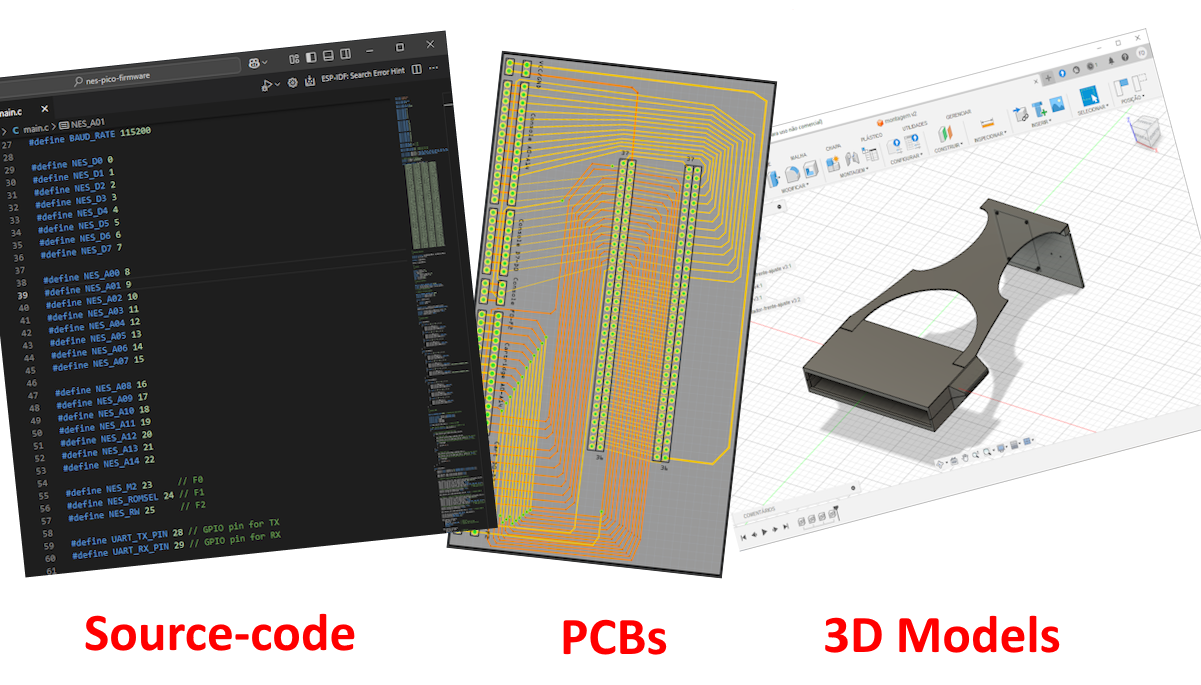 nes-pico-firmware
ESP-IDF: Search Error Hint
main.c
C main.c > NES_A01
27 #define BAUD_RATE 115200
28
29 #define NES_D0 0
30 #define NES_D1 1
31 #define NES_D2 2
32 #define NES_D3 3
33 #define NES_D4 4
34 #define NES_D5 5
35 #define NES_D6 6
36 #define NES_D7 7
37
38 #define NES_A00 8
39 #define NES_A01 9
40 #define NES_A02 10
41 #define NES_A03 11
42 #define NES_A04 12
43 #define NES_A05 13
44 #define NES_A06 14
45 #define NES_A07 15
46
47 #define NES_A08 16
48 #define NES_A09 17
49 #define NES_A10 18
50 #define NES_A11 19
51 #define NES_A12 20
52 #define NES_A13 21
53 #define NES_A14 22
54
55 #define NES_M2 23 // F0
56 #define NES_ROMSEL 24 // F1
57 #define NES_RW 25 // F2
58
59 #define UART_TX_PIN 28 // GPIO pin for TX
60 #define UART_RX_PIN 29 // GPIO pin for RX
61
VCC/GND
37
37
36
36
para uso não comercial)
montagem v2
MALHA
CHAPA
PLÁSTICO
UTILIDADES
GERENCIAR
MODIFICAR
MONTAGEM
CONFIGURAR
CONSTRUIR
INSPECIONAR
INSERIR
SELECIONAR
POSIÇÃO
COMENTÁRIOS
Source-code
PCBs
3D Models